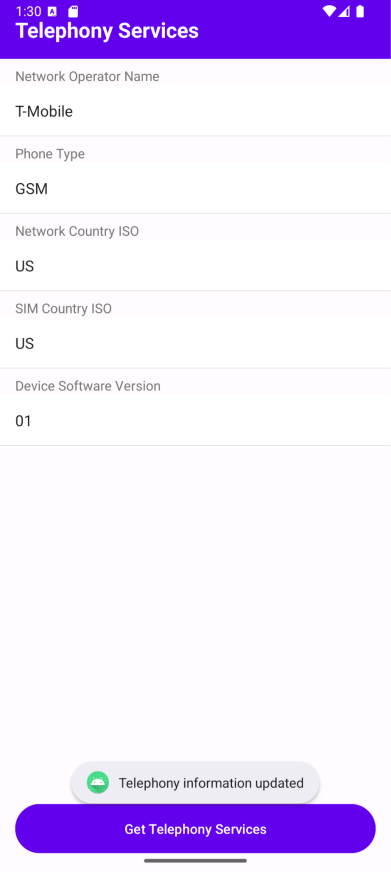 1:30
Telephony Services
Network Operator Name
T-Mobile
Phone Type
GSM
Network Country ISO
US
SIM Country ISO
US
Device Software Version
01
Telephony information updated
Get Telephony Services